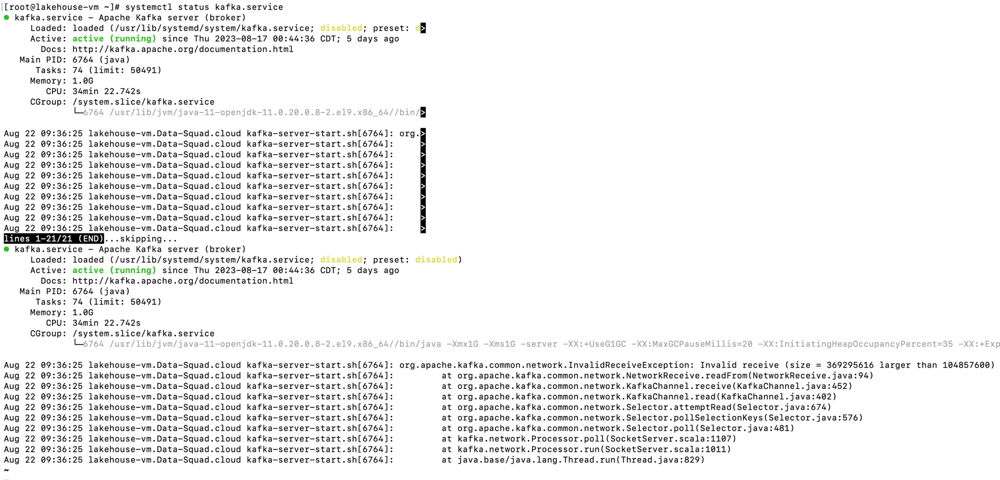 [[root@lakehouse-vm ~]# systemctl status kafka.service
● kafka.service - Apache Kafka server (broker)
     Loaded: loaded (/usr/lib/systemd/system/kafka.service; disabled; preset: d>
     Active: active (running) since Thu 2023-08-17 00:44:36 CDT; 5 days ago
       Docs: http://kafka.apache.org/documentation.html
   Main PID: 6764 (java)
      Tasks: 74 (limit: 50491)
     Memory: 1.0G
        CPU: 34min 22.742s
     CGroup: /system.slice/kafka.service
             └─6764 /usr/lib/jvm/java-11-openjdk-11.0.20.0.8-2.el9.x86_64//bin/>
Aug 22 09:36:25 lakehouse-vm.Data-Squad.cloud kafka-server-start.sh[6764]: org.>
Aug 22 09:36:25 lakehouse-vm.Data-Squad.cloud kafka-server-start.sh[6764]:     >
Aug 22 09:36:25 lakehouse-vm.Data-Squad.cloud kafka-server-start.sh[6764]:     >
Aug 22 09:36:25 lakehouse-vm.Data-Squad.cloud kafka-server-start.sh[6764]:     >
Aug 22 09:36:25 lakehouse-vm.Data-Squad.cloud kafka-server-start.sh[6764]:     >
Aug 22 09:36:25 lakehouse-vm.Data-Squad.cloud kafka-server-start.sh[6764]:     >
Aug 22 09:36:25 lakehouse-vm.Data-Squad.cloud kafka-server-start.sh[6764]:     >
Aug 22 09:36:25 lakehouse-vm.Data-Squad.cloud kafka-server-start.sh[6764]:     >
Aug 22 09:36:25 lakehouse-vm.Data-Squad.cloud kafka-server-start.sh[6764]:     >
Aug 22 09:36:25 lakehouse-vm.Data-Squad.cloud kafka-server-start.sh[6764]:     >
lines 1-21/21 (END)...skipping...
● kafka.service - Apache Kafka server (broker)
     Loaded: loaded (/usr/lib/systemd/system/kafka.service; disabled; preset: disabled)
     Active: active (running) since Thu 2023-08-17 00:44:36 CDT; 5 days ago
       Docs: http://kafka.apache.org/documentation.html
   Main PID: 6764 (java)
      Tasks: 74 (limit: 50491)
     Memory: 1.0G
        CPU: 34min 22.742s
     CGroup: /system.slice/kafka.service
             └─6764 /usr/lib/jvm/java-11-openjdk-11.0.20.0.8-2.el9.x86_64//bin/java -Xmx1G -Xms1G -server -XX:+UseG1GC -XX:MaxGCPauseMillis=20 -XX:InitiatingHeapOccupancyPercent=35 -XX:+Exp
Aug 22 09:36:25 lakehouse-vm.Data-Squad.cloud kafka-server-start.sh[6764]: org.apache.kafka.common.network.InvalidReceiveException: Invalid receive (size = 369295616 larger than 104857600)
Aug 22 09:36:25 lakehouse-vm.Data-Squad.cloud kafka-server-start.sh[6764]:         at org.apache.kafka.common.network.NetworkReceive.readFrom(NetworkReceive.java:94)
Aug 22 09:36:25 lakehouse-vm.Data-Squad.cloud kafka-server-start.sh[6764]:         at org.apache.kafka.common.network.KafkaChannel.receive(KafkaChannel.java:452)
Aug 22 09:36:25 lakehouse-vm.Data-Squad.cloud kafka-server-start.sh[6764]:         at org.apache.kafka.common.network.KafkaChannel.read(KafkaChannel.java:402)
Aug 22 09:36:25 lakehouse-vm.Data-Squad.cloud kafka-server-start.sh[6764]:         at org.apache.kafka.common.network.Selector.attemptRead(Selector.java:674)
Aug 22 09:36:25 lakehouse-vm.Data-Squad.cloud kafka-server-start.sh[6764]:         at org.apache.kafka.common.network.Selector.pollSelectionKeys(Selector.java:576)
Aug 22 09:36:25 lakehouse-vm.Data-Squad.cloud kafka-server-start.sh[6764]:         at org.apache.kafka.common.network.Selector.poll(Selector.java:481)
Aug 22 09:36:25 lakehouse-vm.Data-Squad.cloud kafka-server-start.sh[6764]:         at kafka.network.Processor.poll(SocketServer.scala:1107)
Aug 22 09:36:25 lakehouse-vm.Data-Squad.cloud kafka-server-start.sh[6764]:         at kafka.network.Processor.run(SocketServer.scala:1011)
Aug 22 09:36:25 lakehouse-vm.Data-Squad.cloud kafka-server-start.sh[6764]:         at java.base/java.lang.Thread.run(Thread.java:829)
~